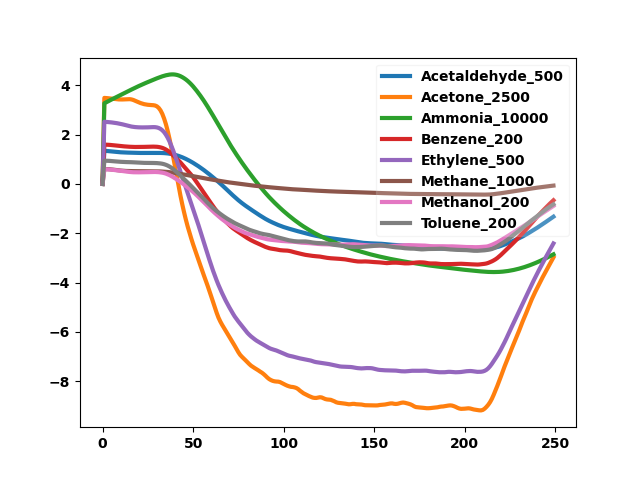 4
2
0
−2
−4
−6
−8
0 50 100 150 200 250
Acetaldehyde_500
Acetone_2500
Ammonia_10000
Benzene_200
Ethylene_500
Methane_1000
Methanol_200
Toluene_200